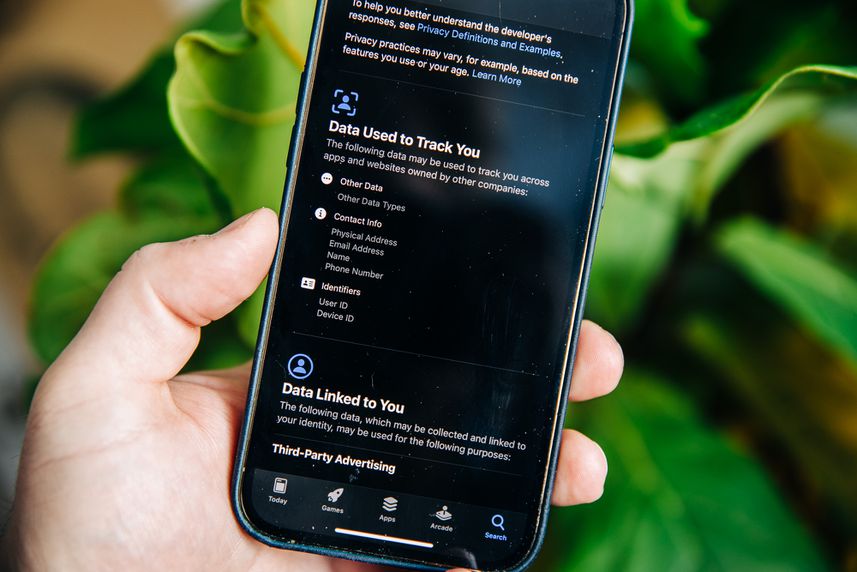 To help you better understand the developer's
responses, see Privacy Definitions and Examples.
Privacy practices may vary, for example, based on the
features you use or your age. Learn More
Data Used to Track You
The following data may be used to track you across
apps and websites owned by other companies:
Other Data
Other Data Types
Contact Info
Physical Address
Email Address
Name
Phone Number
Identifiers
User ID
Device ID
Data Linked to You
The following data, which may be collected and linked to
your identity, may be used for the following purposes:
Third-Party Advertising
Today
Games
Apps
Arcade
Search